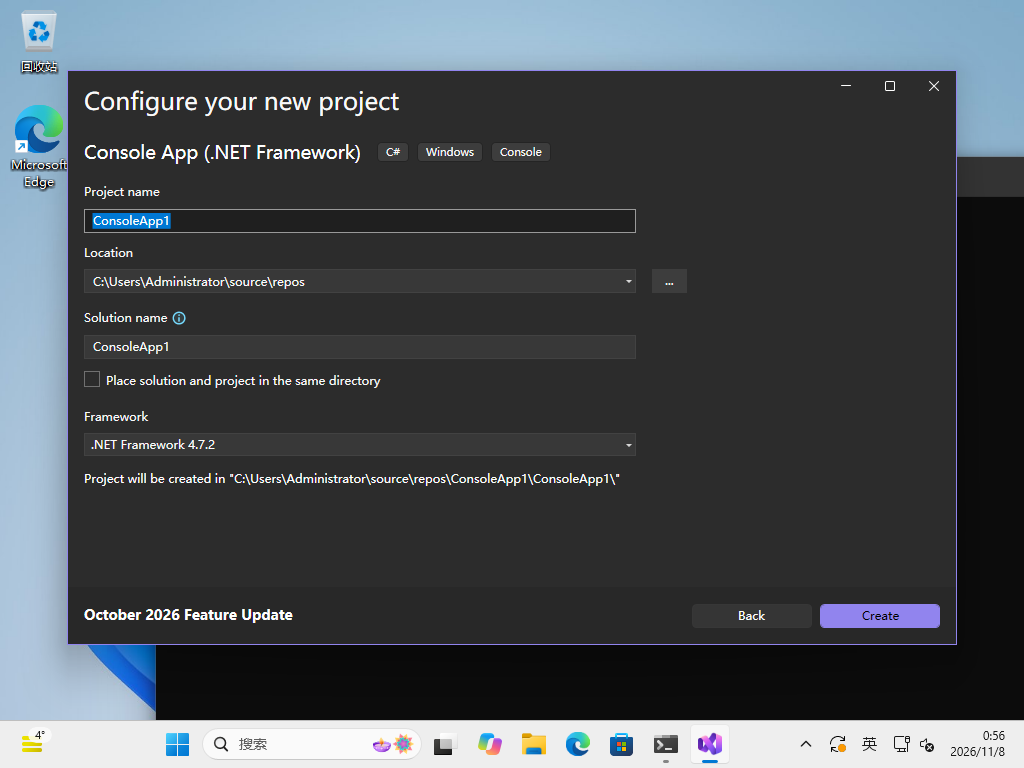 回收站
Microsoft
Edge
Configure your new project
Console App (.NET Framework)
C#
Windows
Console
Project name
ConsoleApp1
Location
C:\Users\Administrator\source\repos
...
Solution name
ConsoleApp1
Place solution and project in the same directory
Framework
.NET Framework 4.7.2
Project will be created in "C:\Users\Administrator\source\repos\ConsoleApp1\ConsoleApp1\"
October 2026 Feature Update
Back
Create
4°
搜索
英
0:56
2026/11/8